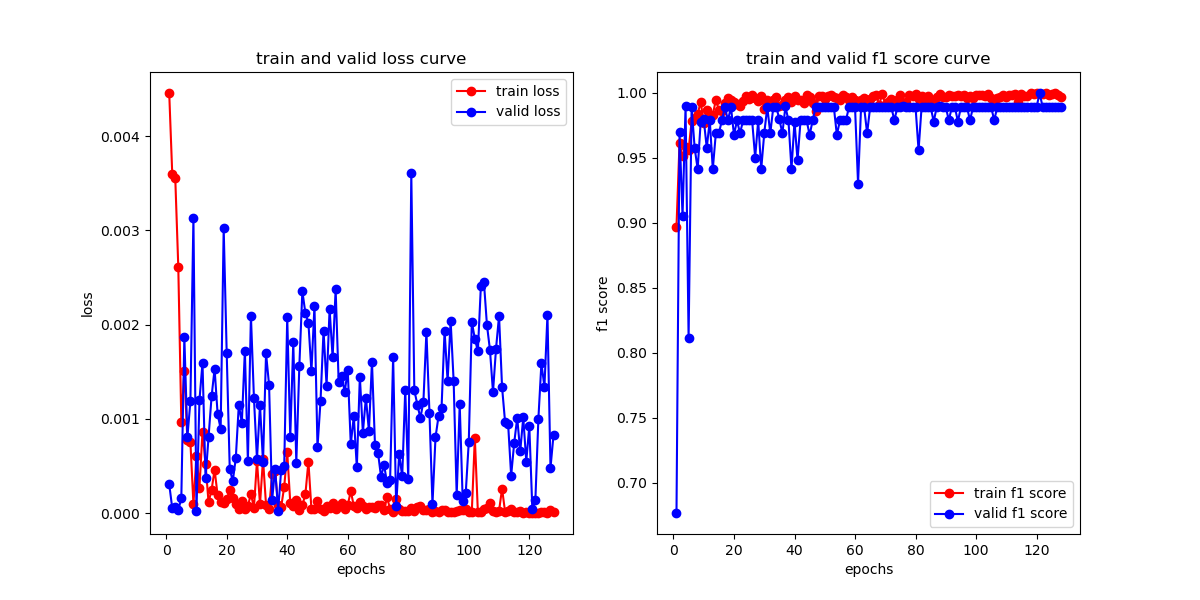 train and valid loss curve
train loss
valid loss
0.004
0.003
0.002
0.001
0.000
loss
0 20 40 60 80 100 120
epochs
train and valid f1 score curve
1.00
0.95
0.90
0.85
0.80
0.75
0.70
f1 score
train f1 score
valid f1 score
0 20 40 60 80 100 120
epochs